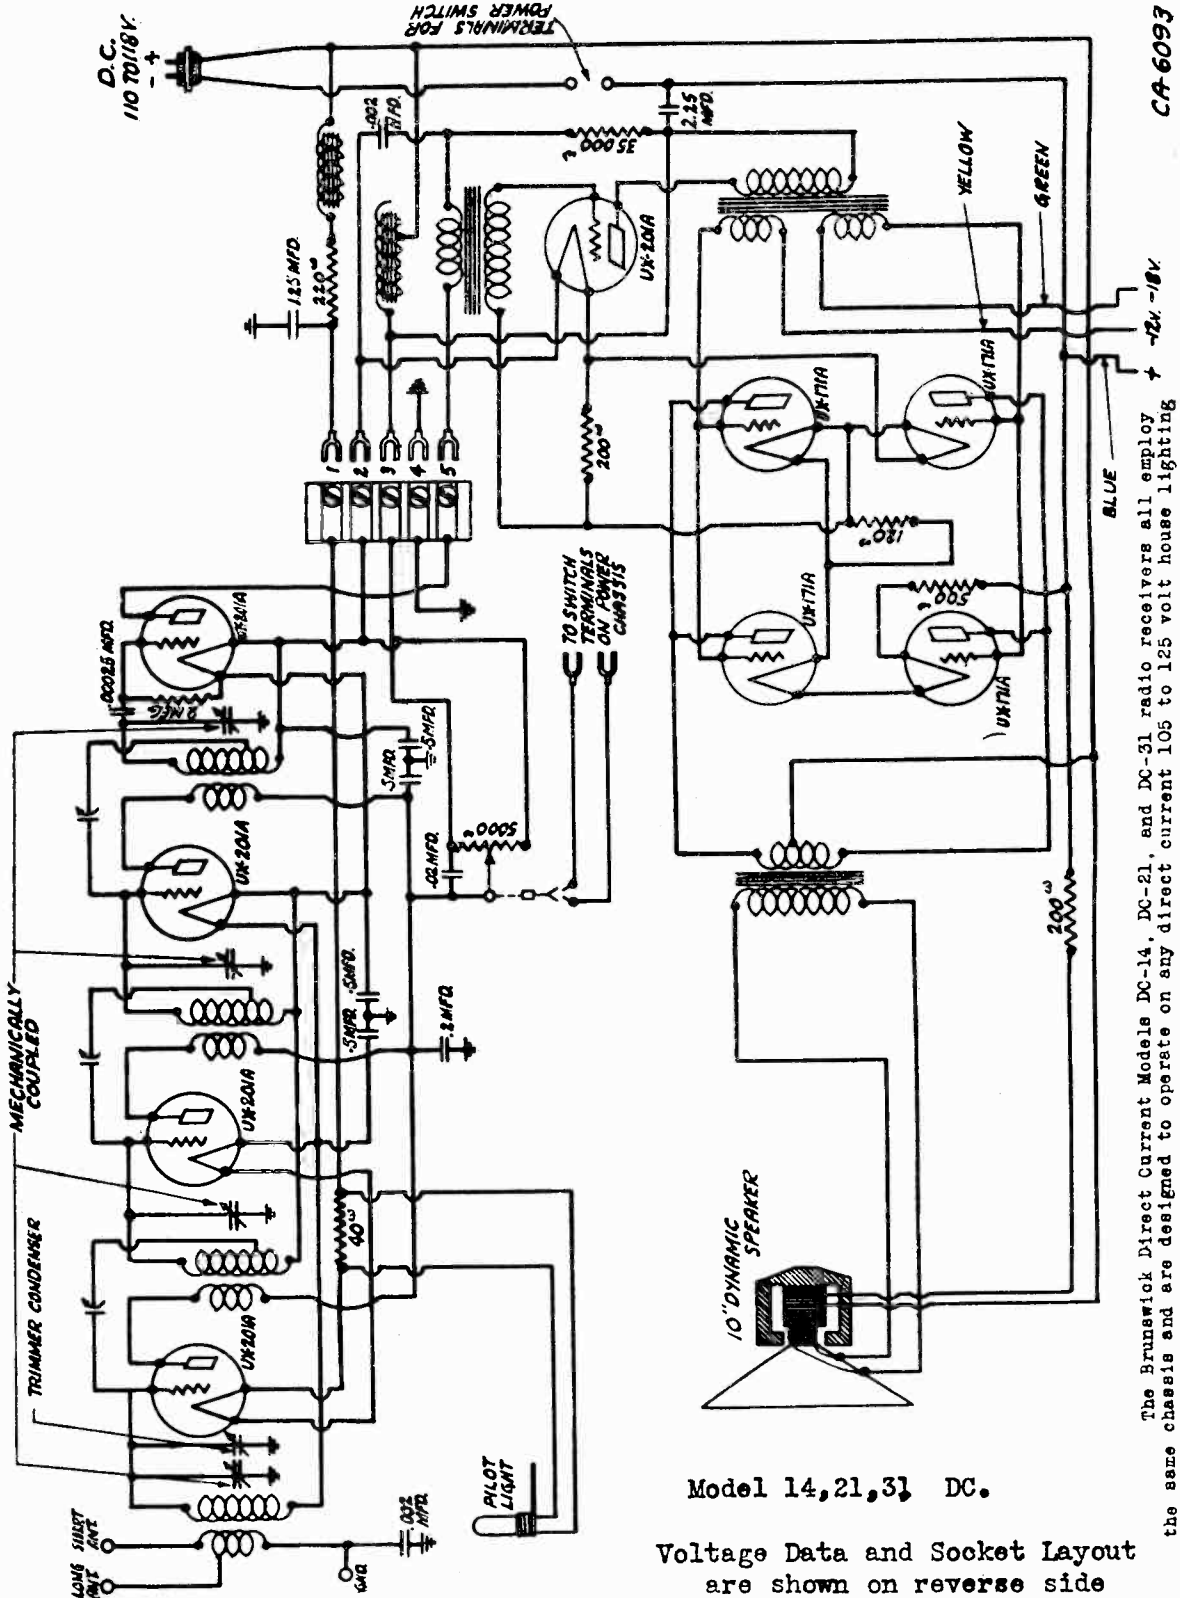 TERMINALS FOR
POWER SWITCH
D.C.
110 TO 118V.
- +
CA-6093
.002
MFD.
35000 ω
2.25
MFD.
1.25 MFD.
220 ω
UX-201A
YELLOW
GREEN
BLUE
+ -12V. -18V.
1
2
3
4
5
200 ω
UX-171A
UX-171A
120 ω
UX-171A
500 ω
UX-171A
TO SWITCH
TERMINALS
ON POWER
CHASSIS
.00025 MFD.
2 MEG.
UX-201A
.5 MFD.
.5 MFD.
5000 ω
.02 MFD.
UX-201A
MECHANICALLY
COUPLED
.5 MFD.
.5 MFD.
.2 MFD.
UX-201A
TRIMMER CONDENSER
40 ω
UX-201A
SHORT
ANT
LONG
ANT
GND
.002
MFD.
PILOT
LIGHT
10" DYNAMIC
SPEAKER
200 ω
The Brunswick Direct Current Models DC-14, DC-21, and DC-31 radio receivers all employ
the same chassis and are designed to operate on any direct current 105 to 125 volt house lighting
Model 14,21,31 DC.
Voltage Data and Socket Layout
are shown on reverse side